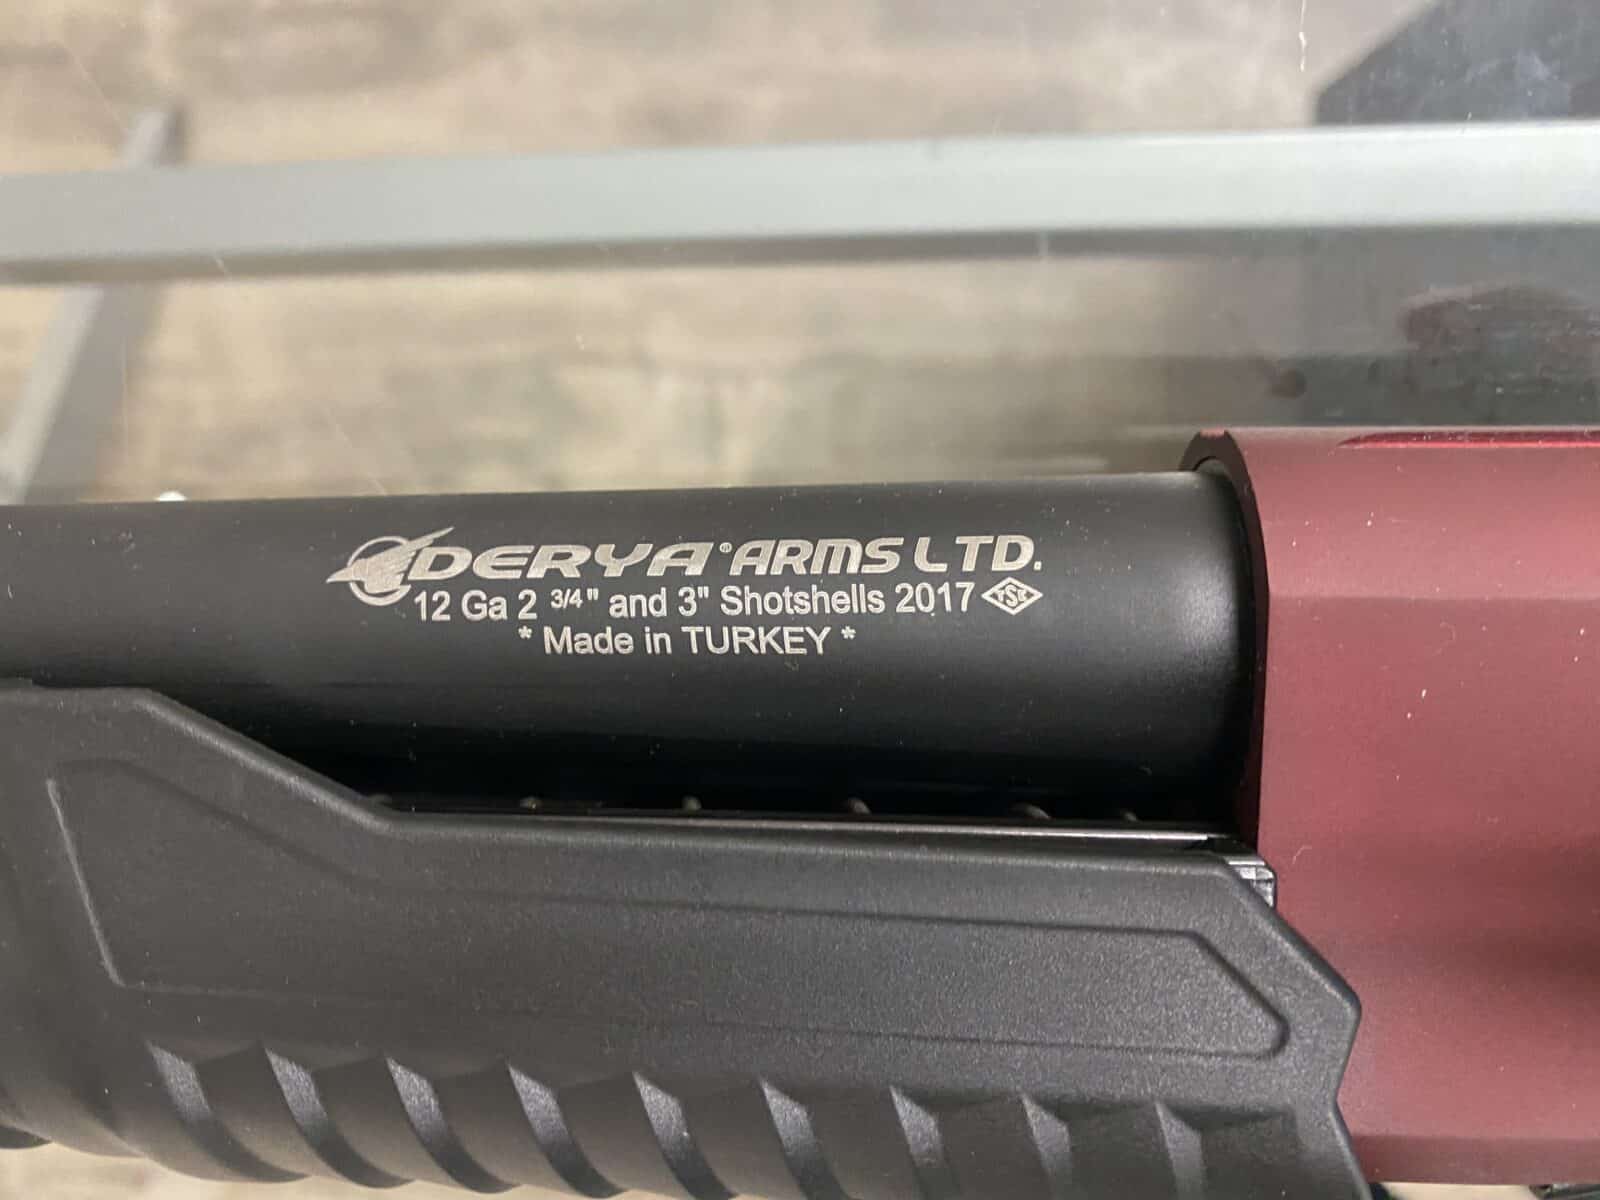 DERYA® ARMS LTD.
12 Ga 2 3/4" and 3" Shotshells 2017 TSE
* Made in TURKEY *